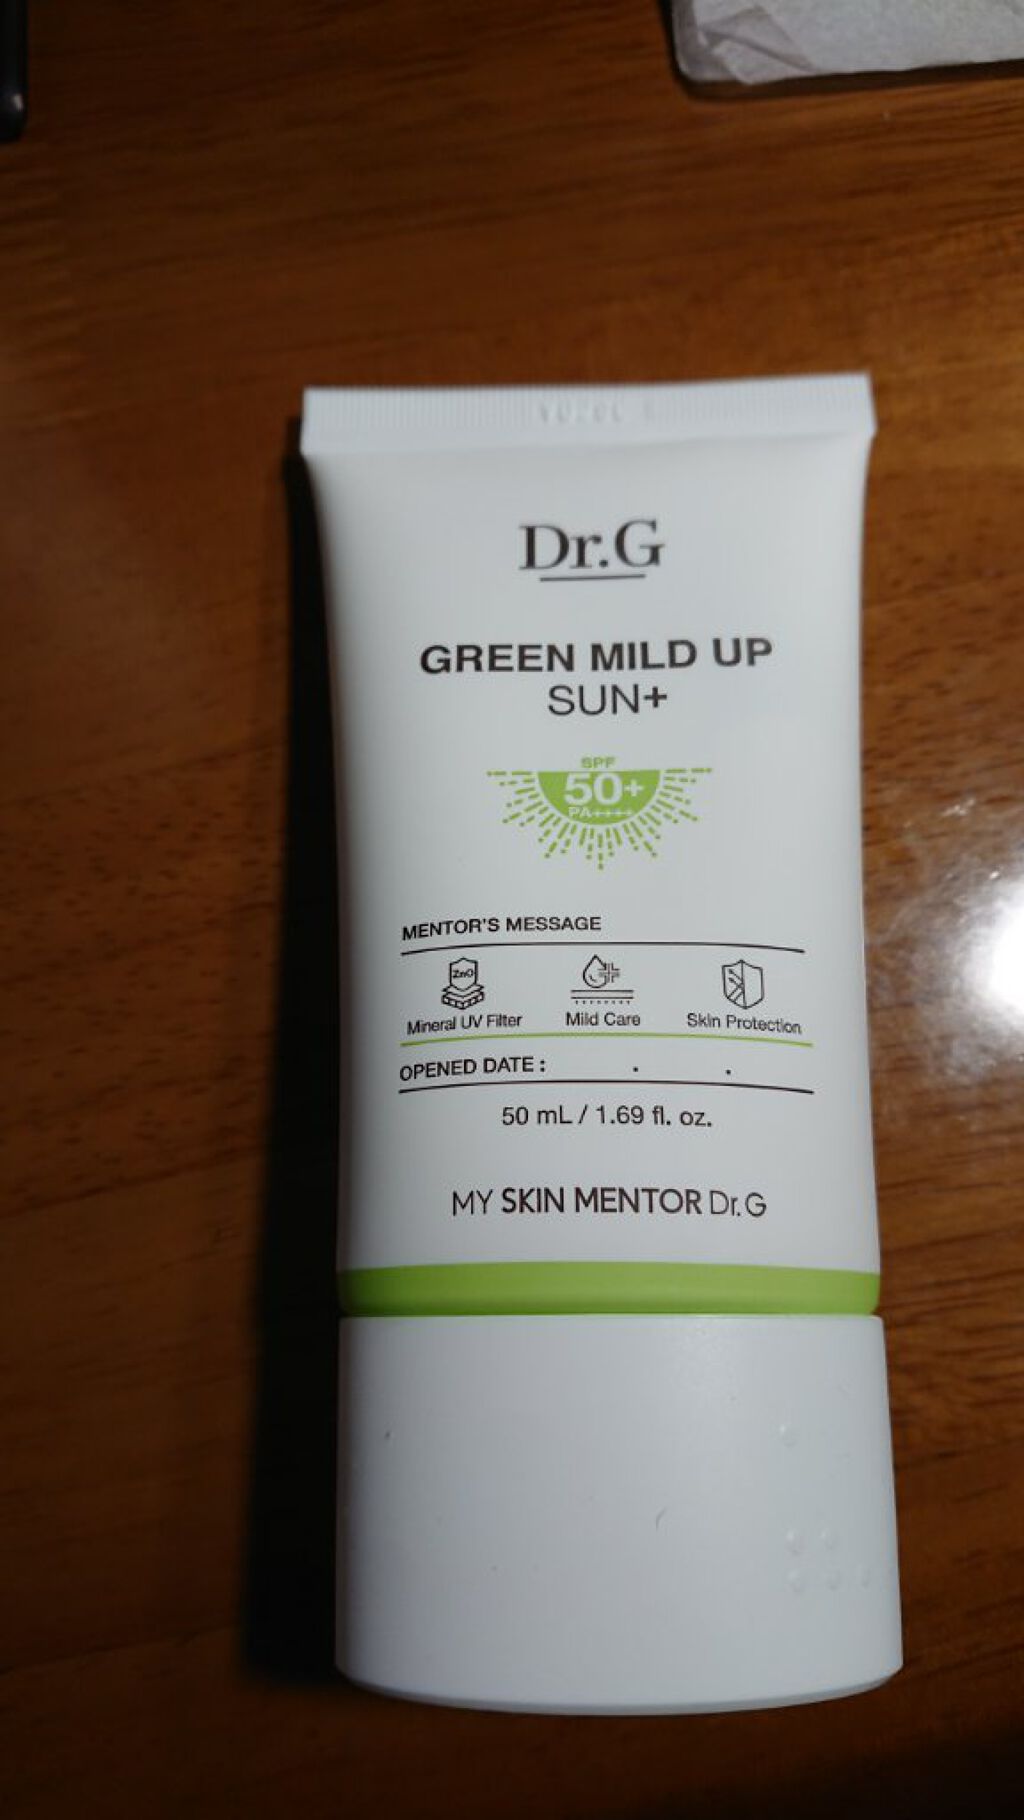 Dr.G
GREEN MILD UP
SUN+
SPF
50+
PA++++
MENTOR'S MESSAGE
ZnO
Mineral UV Filter
Mild Care
Skin Protection
OPENED DATE : . .
50 mL / 1.69 fl. oz.
MY SKIN MENTOR Dr.G